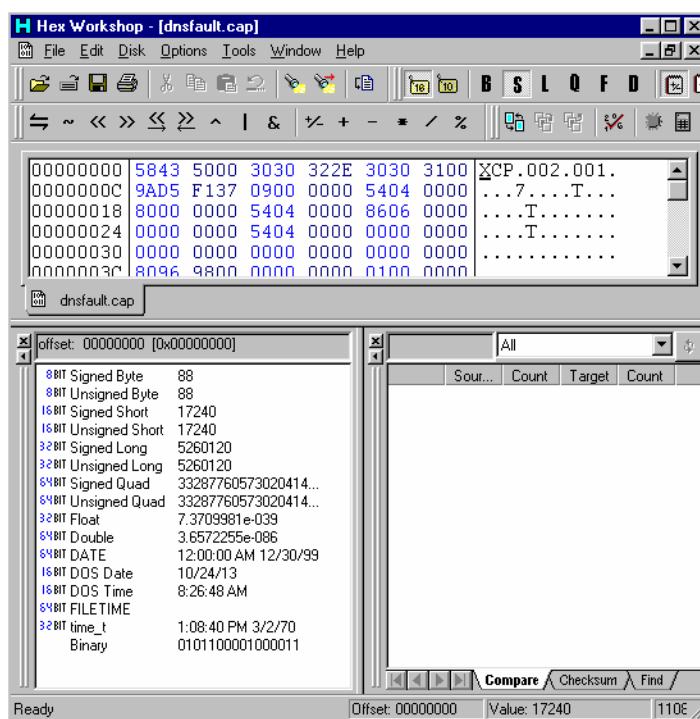 Hex Workshop - [dnsfault.cap]
File Edit Disk Options Tools Window Help
16 10 B S L Q F D
~ << >> ^ | & +/- + - * / %
00000000 5843 5000 3030 322E 3030 3100 XCP.002.001.
0000000C 9AD5 F137 0900 0000 5404 0000 ...7....T...
00000018 8000 0000 5404 0000 8606 0000 ....T.......
00000024 0000 0000 5404 0000 0000 0000 ....T.......
00000030 0000 0000 0000 0000 0000 0000 ............
0000003C 8096 9800 0000 0000 0100 0000
dnsfault.cap
offset: 00000000 [0x00000000]
All
Sour... Count Target Count
8BIT Signed Byte 88
8BIT Unsigned Byte 88
16BIT Signed Short 17240
16BIT Unsigned Short 17240
32BIT Signed Long 5260120
32BIT Unsigned Long 5260120
64BIT Signed Quad 33287760573020414...
64BIT Unsigned Quad 33287760573020414...
32BIT Float 7.3709981e-039
64BIT Double 3.6572255e-086
64BIT DATE 12:00:00 AM 12/30/99
16BIT DOS Date 10/24/13
16BIT DOS Time 8:26:48 AM
64BIT FILETIME
32BIT time_t 1:08:40 PM 3/2/70
Binary 0101100001000011
Compare Checksum Find
Ready Offset: 00000000 Value: 17240